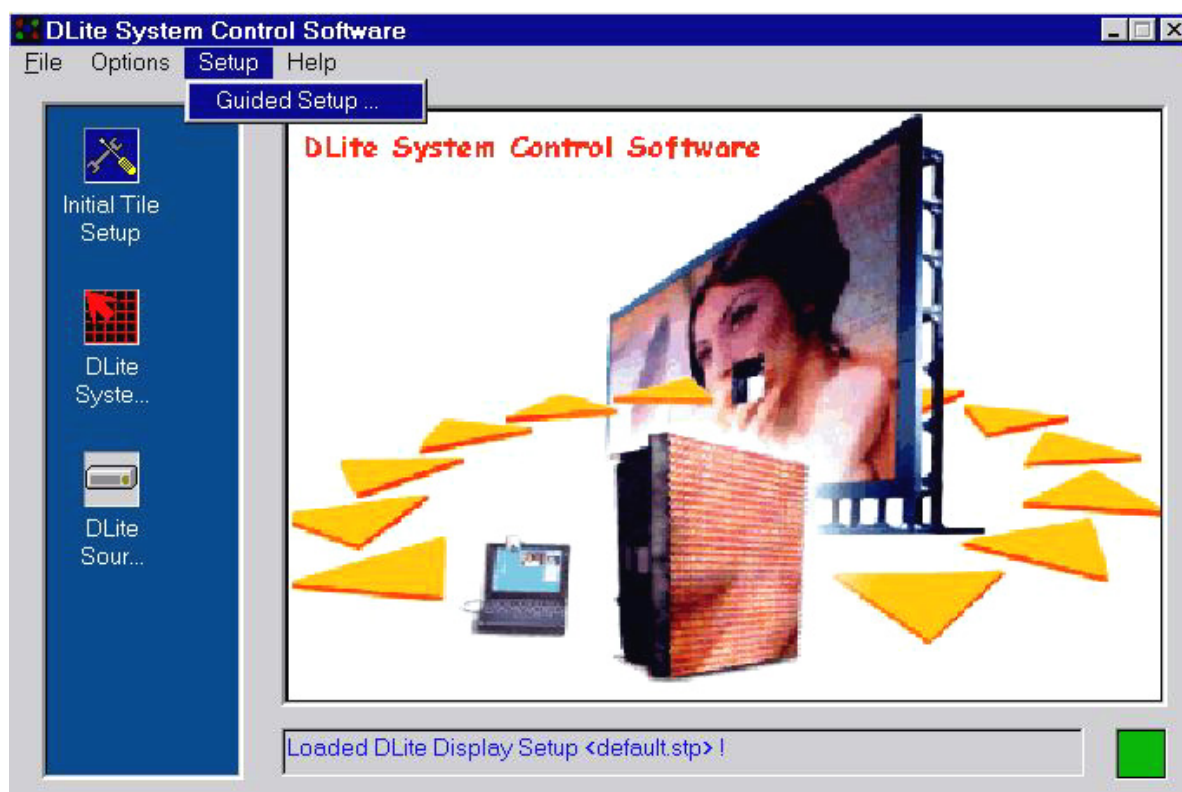 DLite System Control Software
File Options Setup Help
Guided Setup ...
DLite System Control Software
Initial Tile
Setup
DLite
Syste...
DLite
Sour...
Loaded DLite Display Setup <default.stp> !